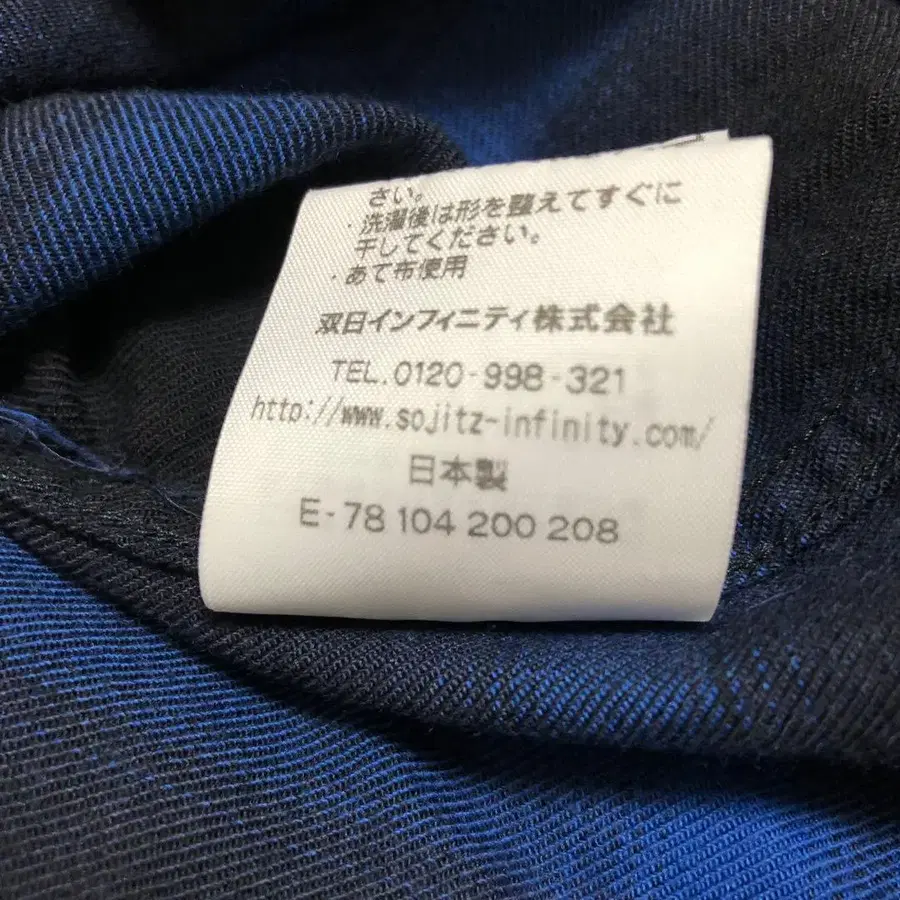 さい。
・洗濯後は形を整えてすぐに
干してください。
・あて布使用
双日インフィニティ株式会社
TEL.0120-998-321
http://www.sojitz-infinity.com/
日本製
E-78 104 200 208